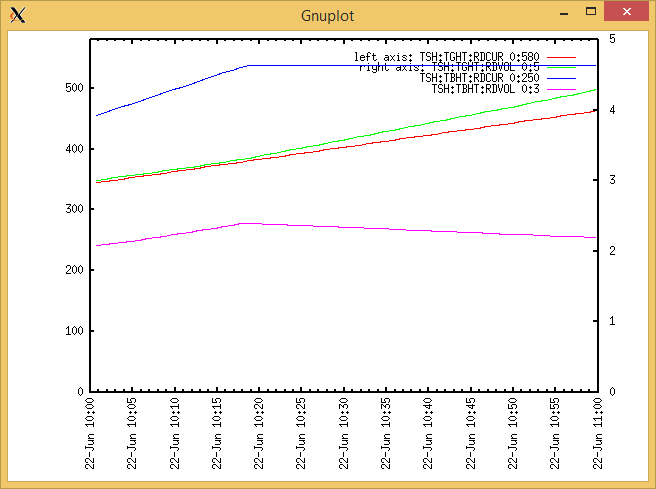 Gnuplot
left axis: TSH:TGHT:RDCUR 0:580
right axis: TSH:TGHT:RDVOL 0:5
TSH:TBHT:RDCUR 0:250
TSH:TBHT:RDVOL 0:3
500
400
300
200
100
0
5
4
3
2
1
0
22-Jun 10:00
22-Jun 10:05
22-Jun 10:10
22-Jun 10:15
22-Jun 10:20
22-Jun 10:25
22-Jun 10:30
22-Jun 10:35
22-Jun 10:40
22-Jun 10:45
22-Jun 10:50
22-Jun 10:55
22-Jun 11:00